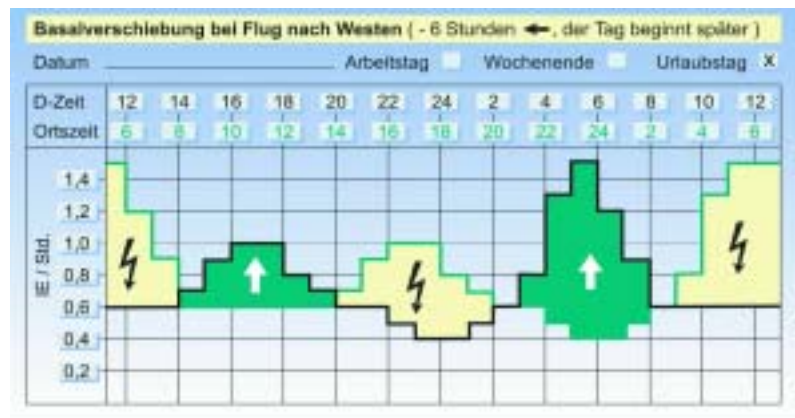 Basalverschiebung bei Flug nach Westen ( - 6 Stunden ⬅, der Tag beginnt später )
Datum Arbeitstag Wochenende Urlaubstag X
D-Zeit 12 14 16 18 20 22 24 2 4 6 8 10 12
Ortszeit 6 8 10 12 14 16 18 20 22 24 2 4 6
1,4
1,2
1,0
0,8
0,6
0,4
0,2
IE / Std.